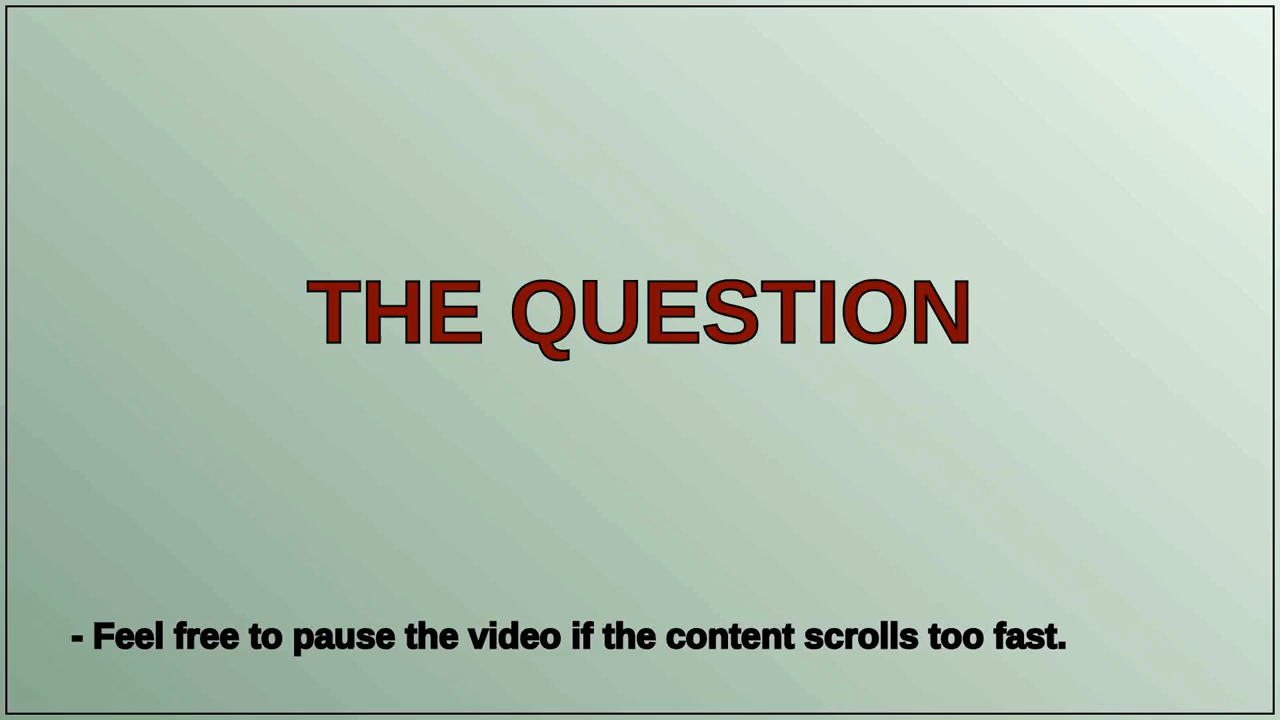 THE QUESTION
- Feel free to pause the video if the content scrolls too fast.